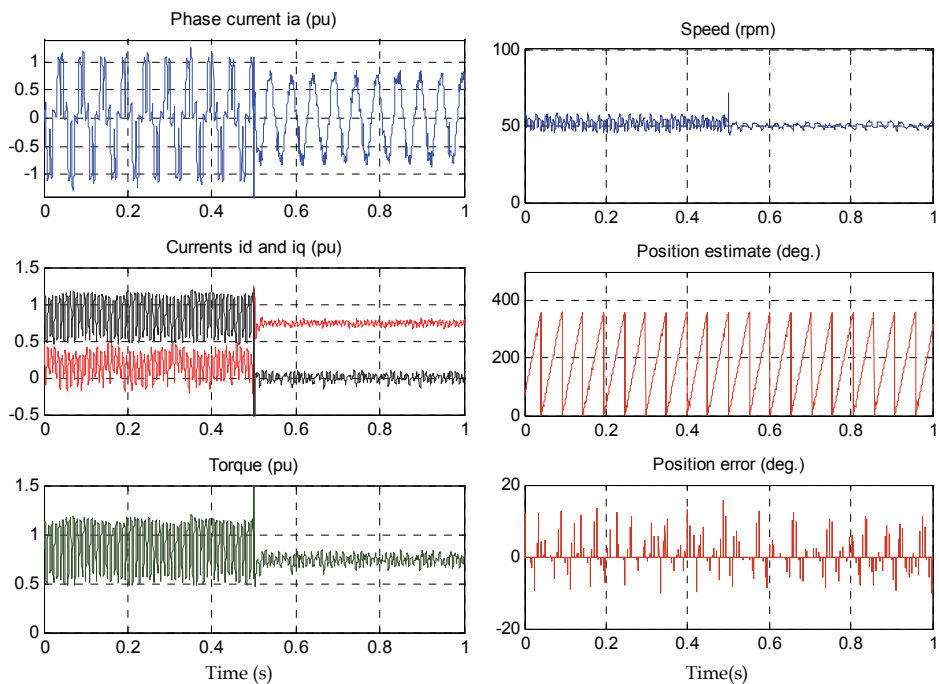 Phase current ia (pu)
1
0.5
0
-0.5
-1
0 0.2 0.4 0.6 0.8 1
Currents id and iq (pu)
1.5
1
0.5
0
-0.5
0 0.2 0.4 0.6 0.8 1
Torque (pu)
1.5
1
0.5
0
0 0.2 0.4 0.6 0.8 1
Time (s)
Speed (rpm)
100
50
0
0 0.2 0.4 0.6 0.8 1
Position estimate (deg.)
400
200
0
0 0.2 0.4 0.6 0.8 1
Position error (deg.)
20
0
-20
0 0.2 0.4 0.6 0.8 1
Time(s)